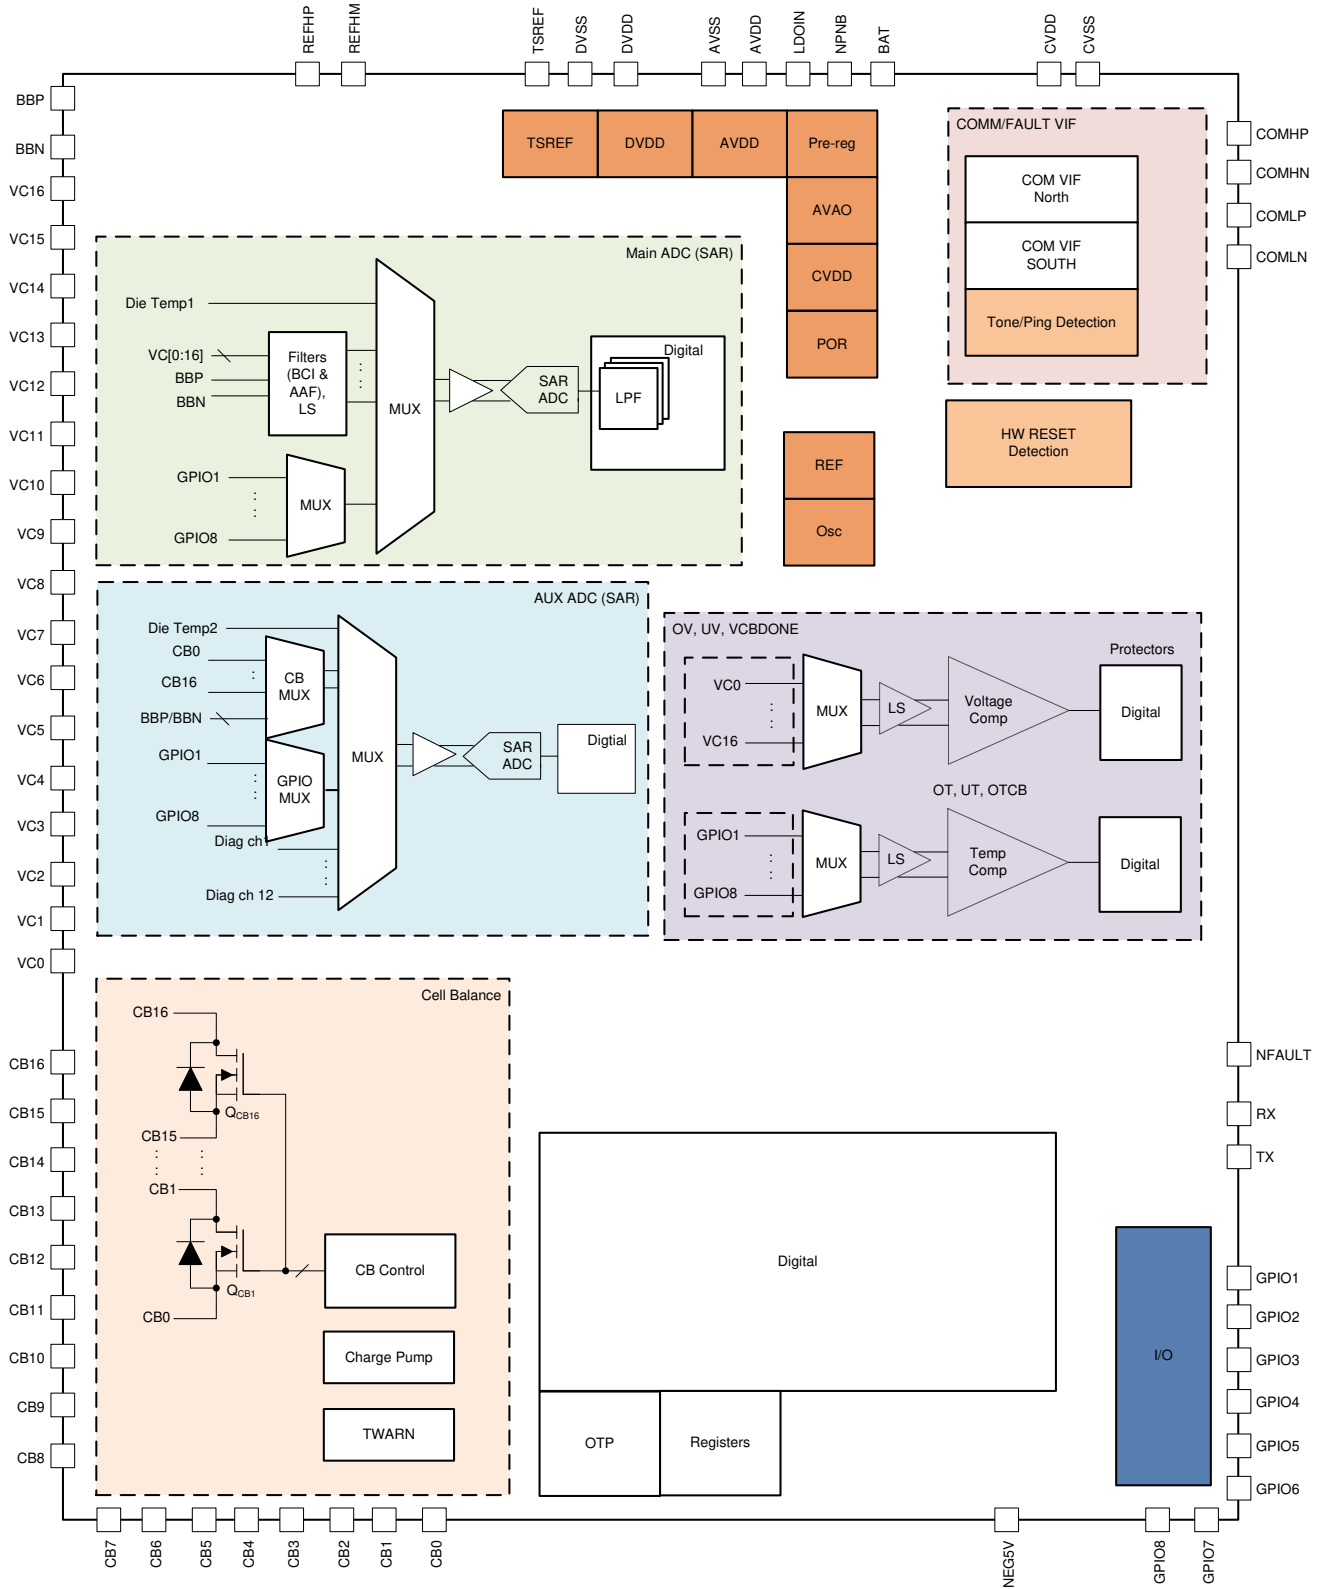 REFHP
REFHM
TSREF
DVSS
DVDD
AVSS
AVDD
LDOIN
NPNB
BAT
CVDD
CVSS
BBP
BBN
VC16
VC15
VC14
VC13
VC12
VC11
VC10
VC9
VC8
VC7
VC6
VC5
VC4
VC3
VC2
VC1
VC0
CB16
CB15
CB14
CB13
CB12
CB11
CB10
CB9
CB8
TSREF
DVDD
AVDD
Pre-reg
AVAO
CVDD
POR
REF
Osc
COMM/FAULT VIF
COM VIF
North
COM VIF
SOUTH
Tone/Ping Detection
HW RESET
Detection
COMHP
COMHN
COMLP
COMLN
Main ADC (SAR)
Die Temp1
VC[0:16]
BBP
BBN
Filters
(BCI &
AAF),
LS
GPIO1
GPIO8
MUX
MUX
SAR
ADC
Digital
LPF
AUX ADC (SAR)
Die Temp2
CB0
CB16
BBP/BBN
CB
MUX
GPIO1
GPIO8
GPIO
MUX
Diag ch1
Diag ch 12
MUX
SAR
ADC
Digtial
OV, UV, VCBDONE
Protectors
VC0
VC16
MUX
LS
Voltage
Comp
Digital
OT, UT, OTCB
GPIO1
GPIO8
MUX
LS
Temp
Comp
Digital
Cell Balance
CB16
QCB16
CB15
CB1
QCB1
CB0
CB Control
Charge Pump
TWARN
Digital
OTP
Registers
I/O
NFAULT
RX
TX
GPIO1
GPIO2
GPIO3
GPIO4
GPIO5
GPIO6
CB7
CB6
CB5
CB4
CB3
CB2
CB1
CB0
NEG5V
GPIO8
GPIO7